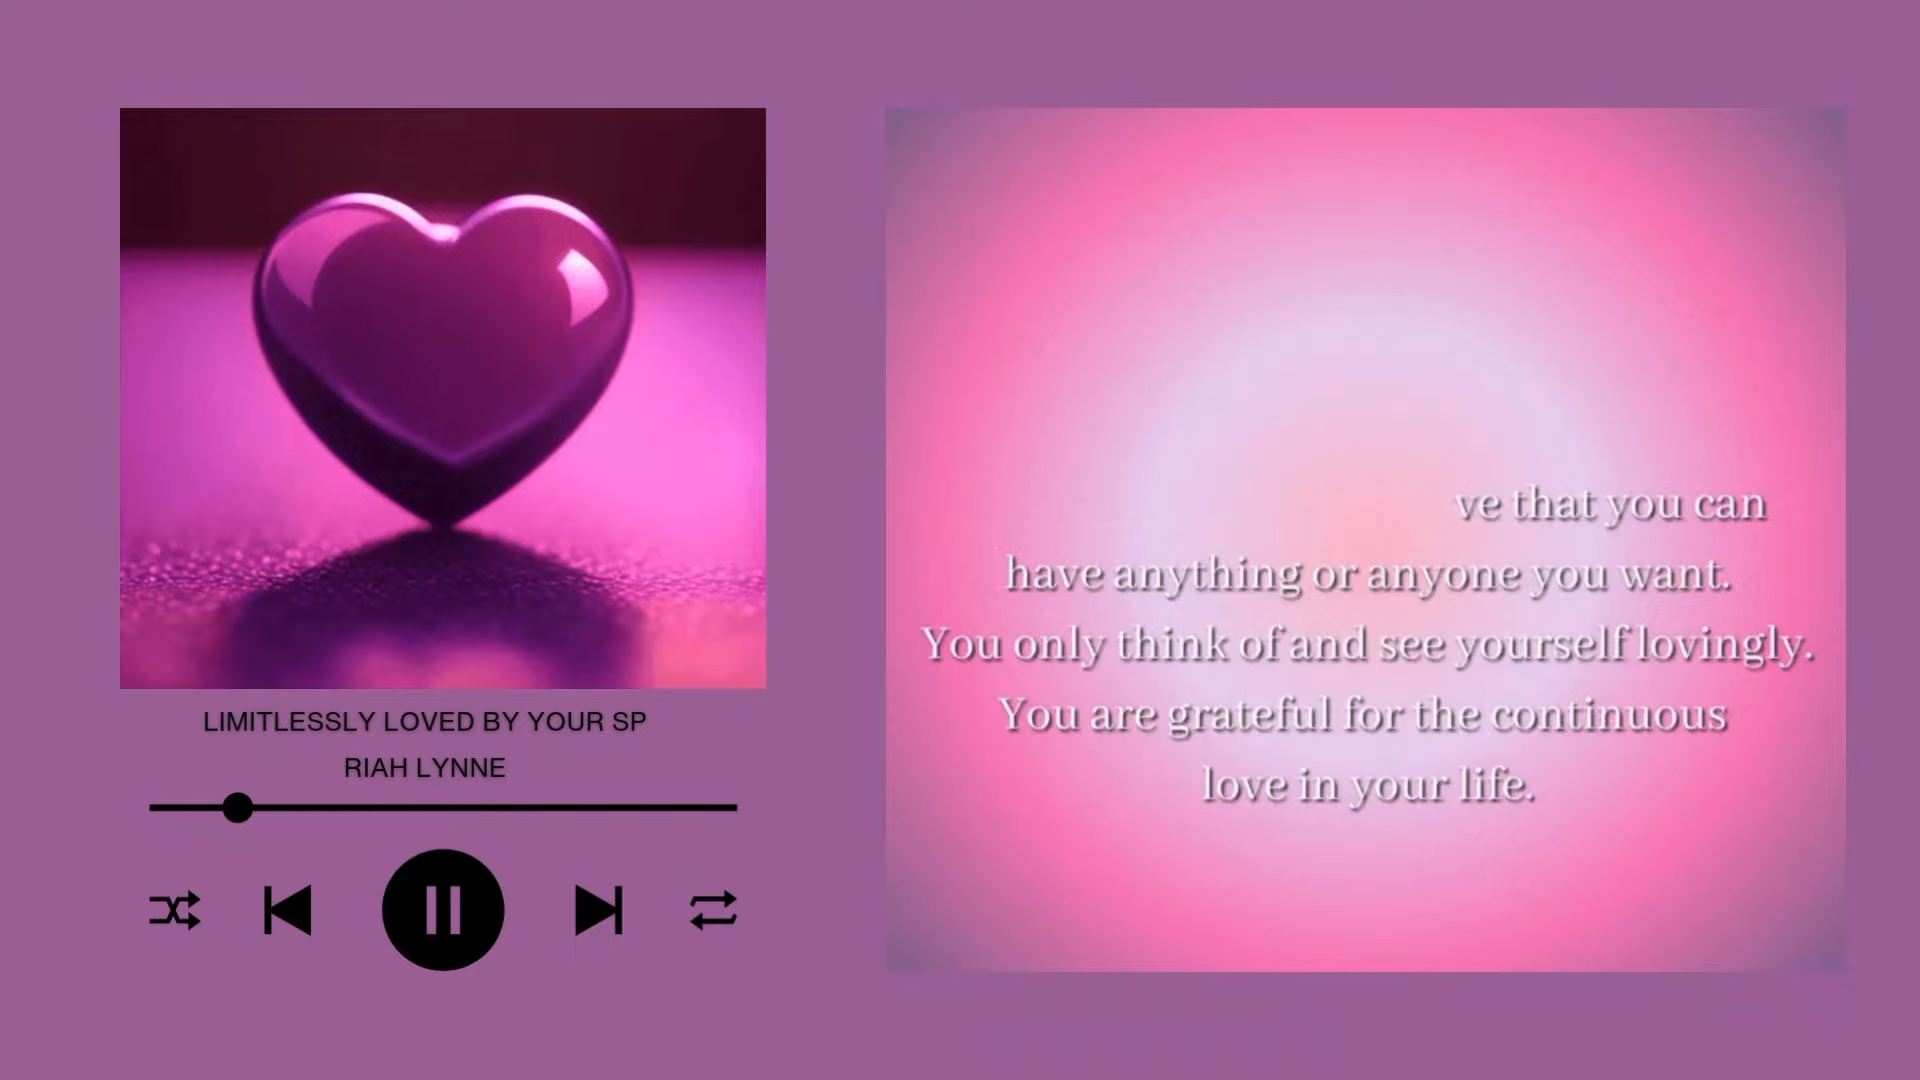 LIMITLESSLY LOVED BY YOUR SP
RIAH LYNNE
ve that you can
have anything or anyone you want.
You only think of and see yourself lovingly.
You are grateful for the continuous
love in your life.